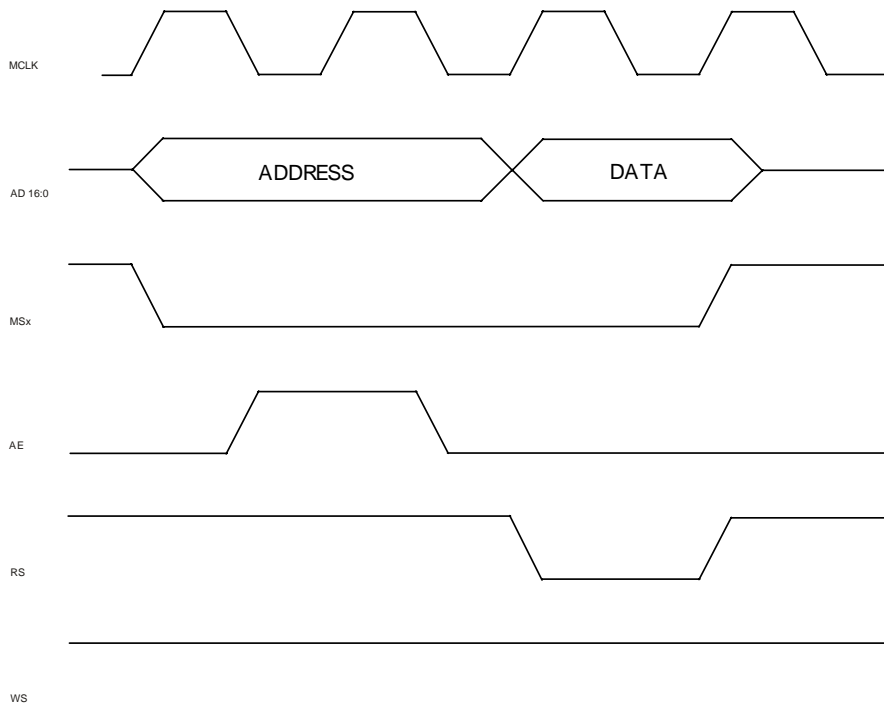 MCLK
AD 16:0
ADDRESS
DATA
MSx
AE
RS
WS